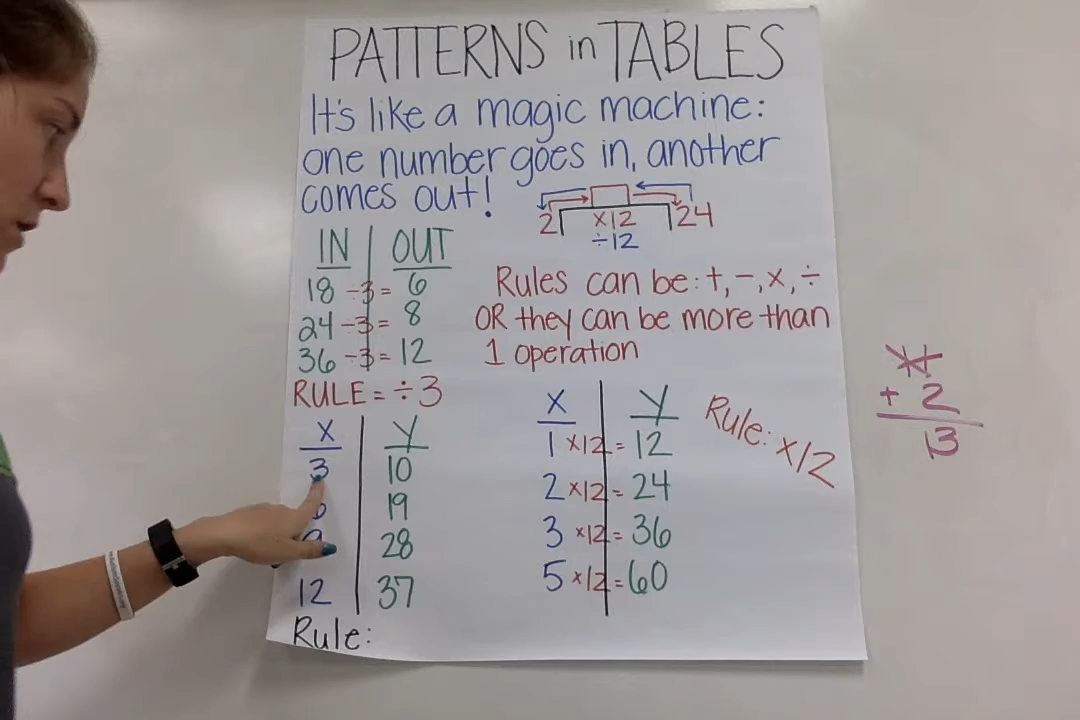 PATTERNS in TABLES
It's like a magic machine:
one number goes in, another
comes out!
2 ×12 24
÷12
IN OUT
18 ÷3 = 6
24 ÷3 = 8
36 ÷3 = 12
RULE = ÷3
Rules can be: +, -, x, ÷
OR they can be more than
1 operation
X Y
3 10
19
28
12 37
Rule:
X Y
1 ×12 = 12
2 ×12 = 24
3 ×12 = 36
5 ×12 = 60
Rule: ×12
+ 2
13